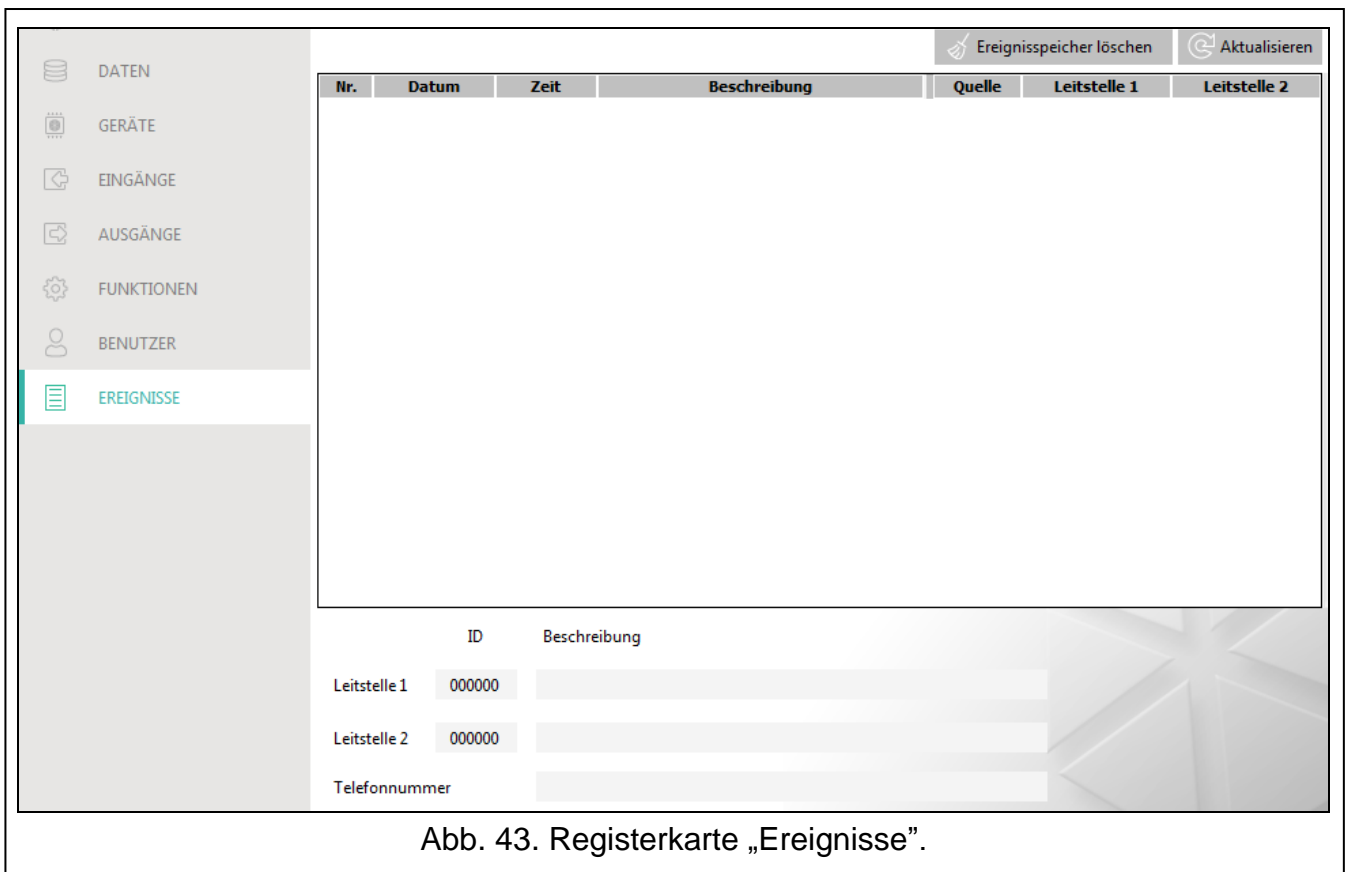 Ereignisspeicher löschen Aktualisieren
DATEN
GERÄTE
EINGÄNGE
AUSGÄNGE
FUNKTIONEN
BENUTZER
EREIGNISSE
Nr. Datum Zeit Beschreibung Quelle Leitstelle 1 Leitstelle 2
ID Beschreibung
Leitstelle 1 000000
Leitstelle 2 000000
Telefonnummer
Abb. 43. Registerkarte „Ereignisse”.